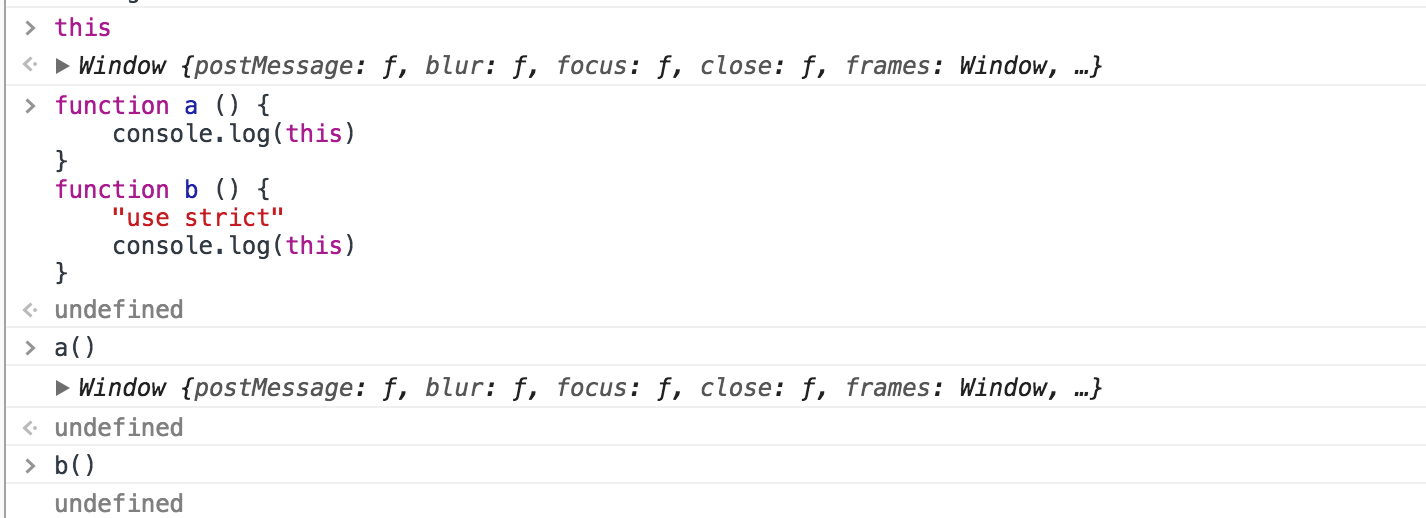 > this
<· ▶ Window {postMessage: ƒ, blur: ƒ, focus: ƒ, close: ƒ, frames: Window, …}
> function a () {
    console.log(this)
}
function b () {
    "use strict"
    console.log(this)
}
<· undefined
> a()
▶ Window {postMessage: ƒ, blur: ƒ, focus: ƒ, close: ƒ, frames: Window, …}
<· undefined
> b()
undefined